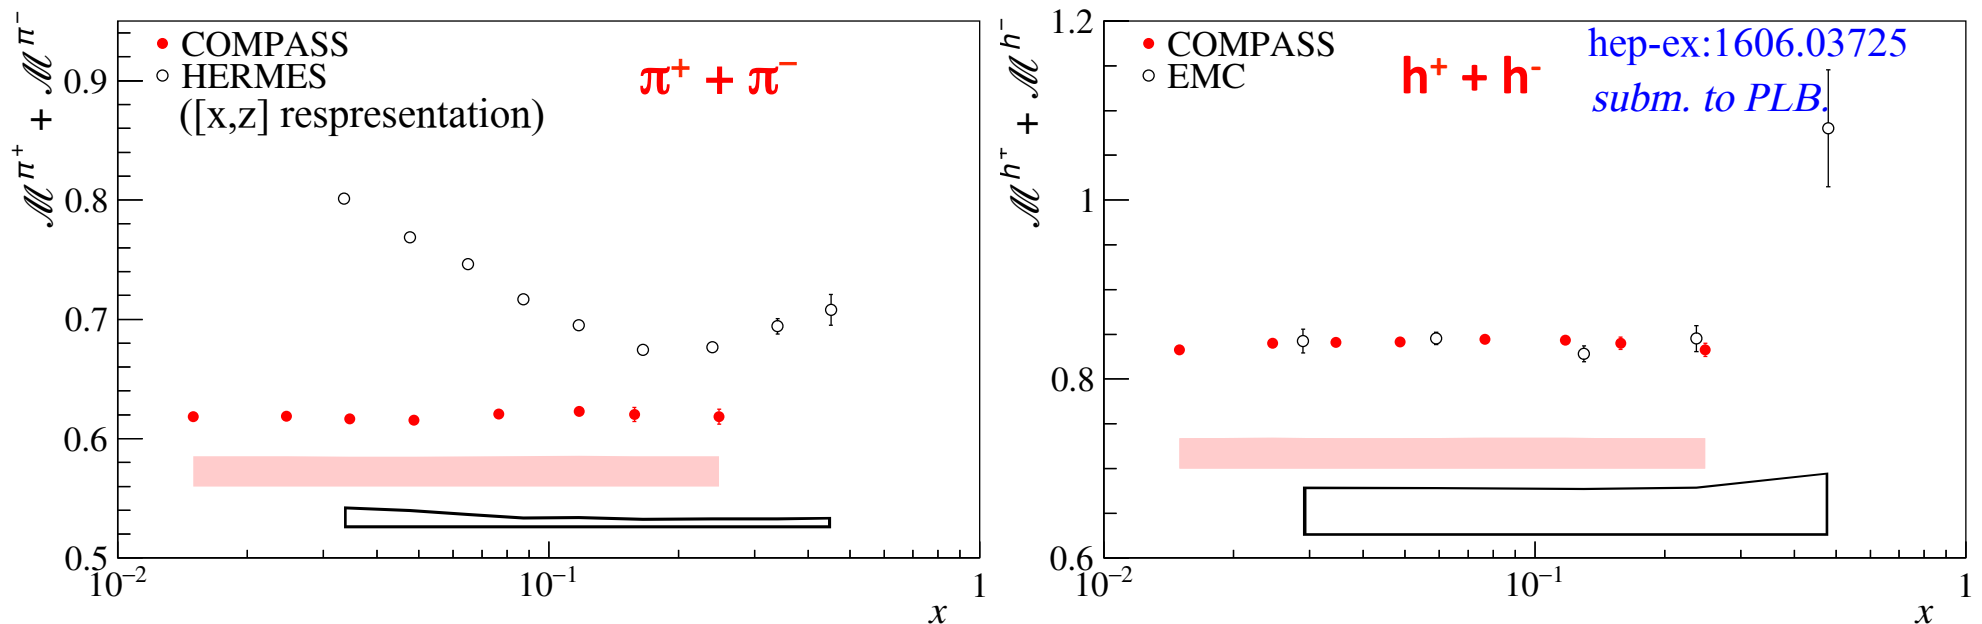 COMPASS
HERMES
([x,z] respresentation)
π⁺ + π⁻
ℳ^π⁺ + ℳ^π⁻
0.9
0.8
0.7
0.6
0.5
10⁻²
10⁻¹
1
x
COMPASS
EMC
h⁺ + h⁻
hep-ex:1606.03725
subm. to PLB.
ℳ^h⁺ + ℳ^h⁻
1.2
1
0.8
0.6
10⁻²
10⁻¹
1
x